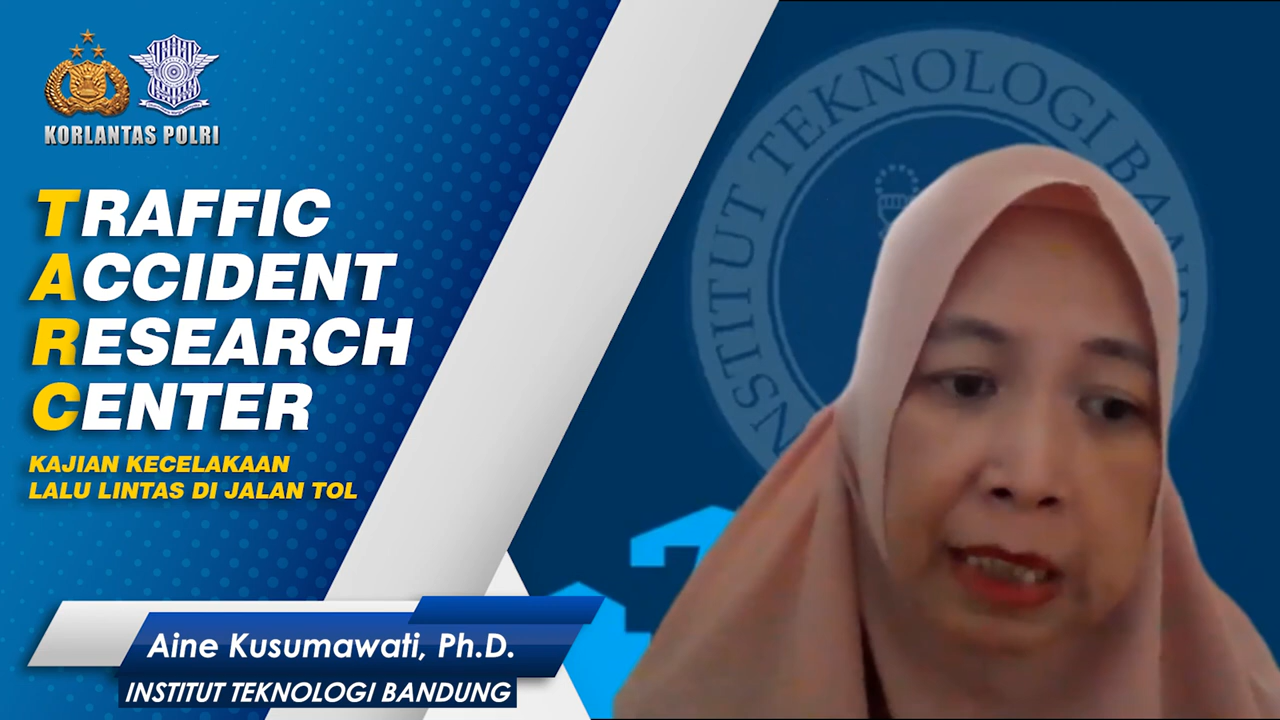 KORLANTAS POLRI
TRAFFIC
ACCIDENT
RESEARCH
CENTER
KAJIAN KECELAKAAN
LALU LINTAS DI JALAN TOL
INSTITUT TEKNOLOGI BANDUNG
Aine Kusumawati, Ph.D.
INSTITUT TEKNOLOGI BANDUNG